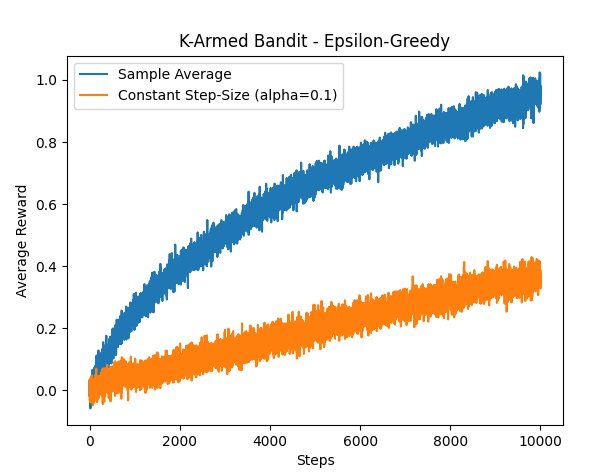 K-Armed Bandit - Epsilon-Greedy
Sample Average
Constant Step-Size (alpha=0.1)
1.0
0.8
0.6
0.4
0.2
0.0
Average Reward
0 2000 4000 6000 8000 10000
Steps